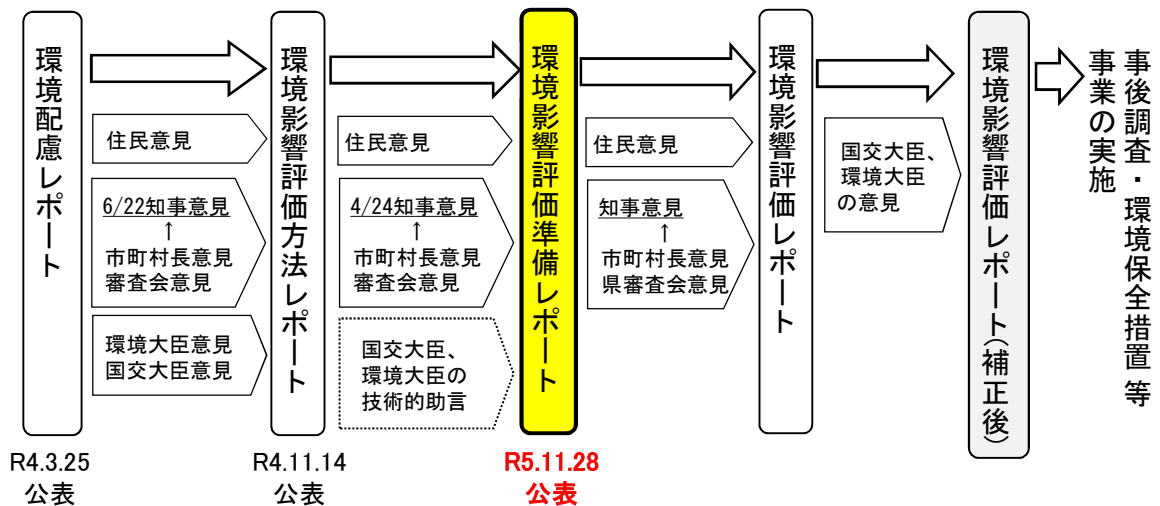 環境配慮レポート
住民意見
6/22知事意見
↑
市町村長意見
審査会意見
環境大臣意見
国交大臣意見
環境影響評価方法レポート
住民意見
4/24知事意見
↑
市町村長意見
審査会意見
国交大臣、
環境大臣の
技術的助言
環境影響評価準備レポート
住民意見
知事意見
↑
市町村長意見
県審査会意見
環境影響評価レポート
国交大臣、
環境大臣
の意見
環境影響評価レポート(補正後)
事後調査・環境保全措置 等
事業の実施
R4.3.25
公表
R4.11.14
公表
R5.11.28
公表